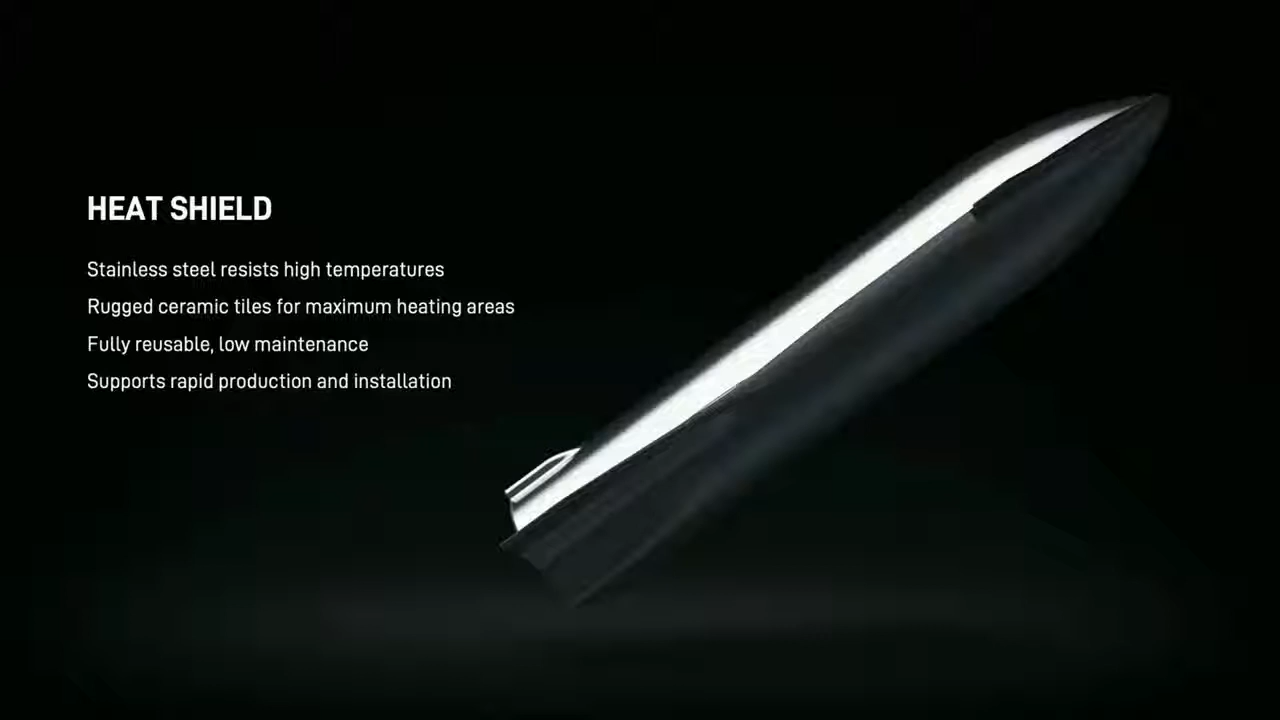 HEAT SHIELD
Stainless steel resists high temperatures
Rugged ceramic tiles for maximum heating areas
Fully reusable, low maintenance
Supports rapid production and installation